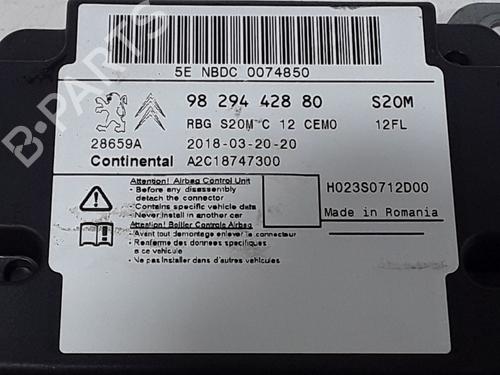 5E NBDC 0074850
98 294 428 80 S20M
RBG S20M C 12 CEMO 12FL
28659A 2018-03-20-20
Continental A2C18747300
Attention! Airbag Control Unit
- Before any disassembly
detach the connector
- Contains specific vehicle data
- Never install in another car
Attention! Boîtier Contrôle Airbag
- Avant tout démontage enlever le connecteur
- Renferme des données spécifiques
a ce vehicule
- Ne pas installer dans d'autres véhicules
H023S0712D00
Made in Romania
B-PARTS